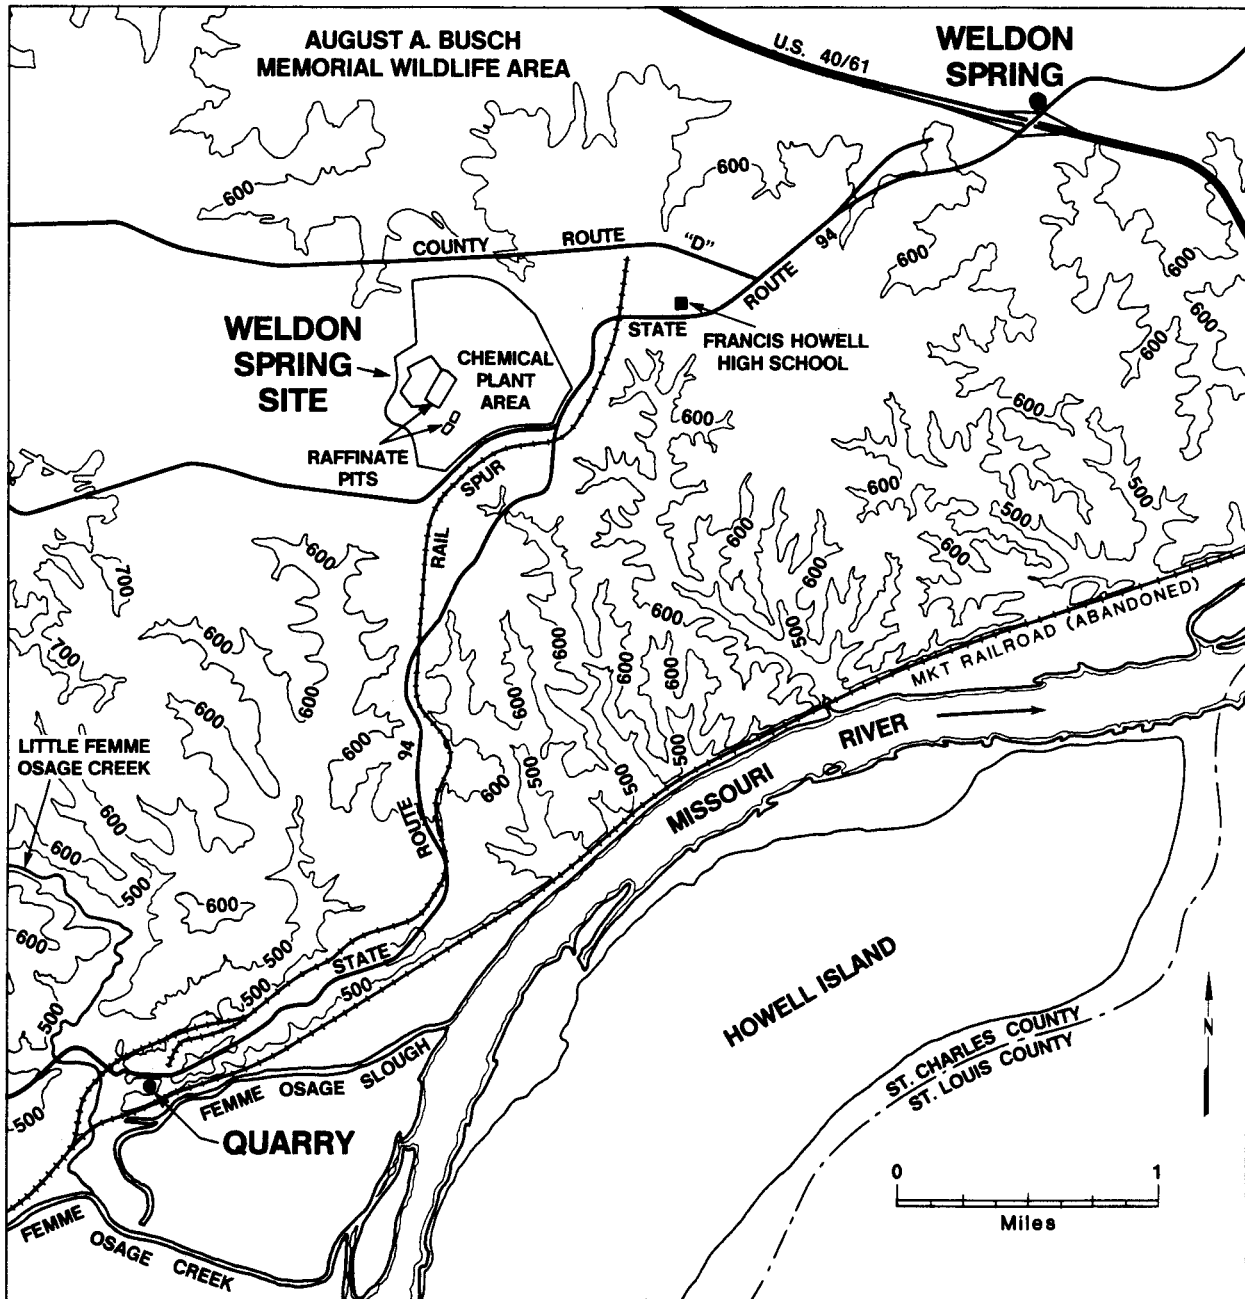 AUGUST A. BUSCH
MEMORIAL WILDLIFE AREA
U.S. 40/61
WELDON
SPRING
600
600
600
COUNTY ROUTE "D"
STATE ROUTE 94
600
600
600
600
FRANCIS HOWELL
HIGH SCHOOL
WELDON
SPRING
SITE
CHEMICAL
PLANT
AREA
RAFFINATE
PITS
RAIL SPUR
600
600
600
500
500
600
600
600
600
600
600
700
600
600
700
600
600
600
600
600
600
600
500
MKT RAILROAD (ABANDONED)
LITTLE FEMME
OSAGE CREEK
600
600
500
500
500
MISSOURI RIVER
STATE ROUTE 94
600
600
500
600
600
500
500
500
500
500
HOWELL ISLAND
ST. CHARLES COUNTY
ST. LOUIS COUNTY
N
FEMME OSAGE SLOUGH
500
QUARRY
FEMME OSAGE CREEK
0 1
Miles